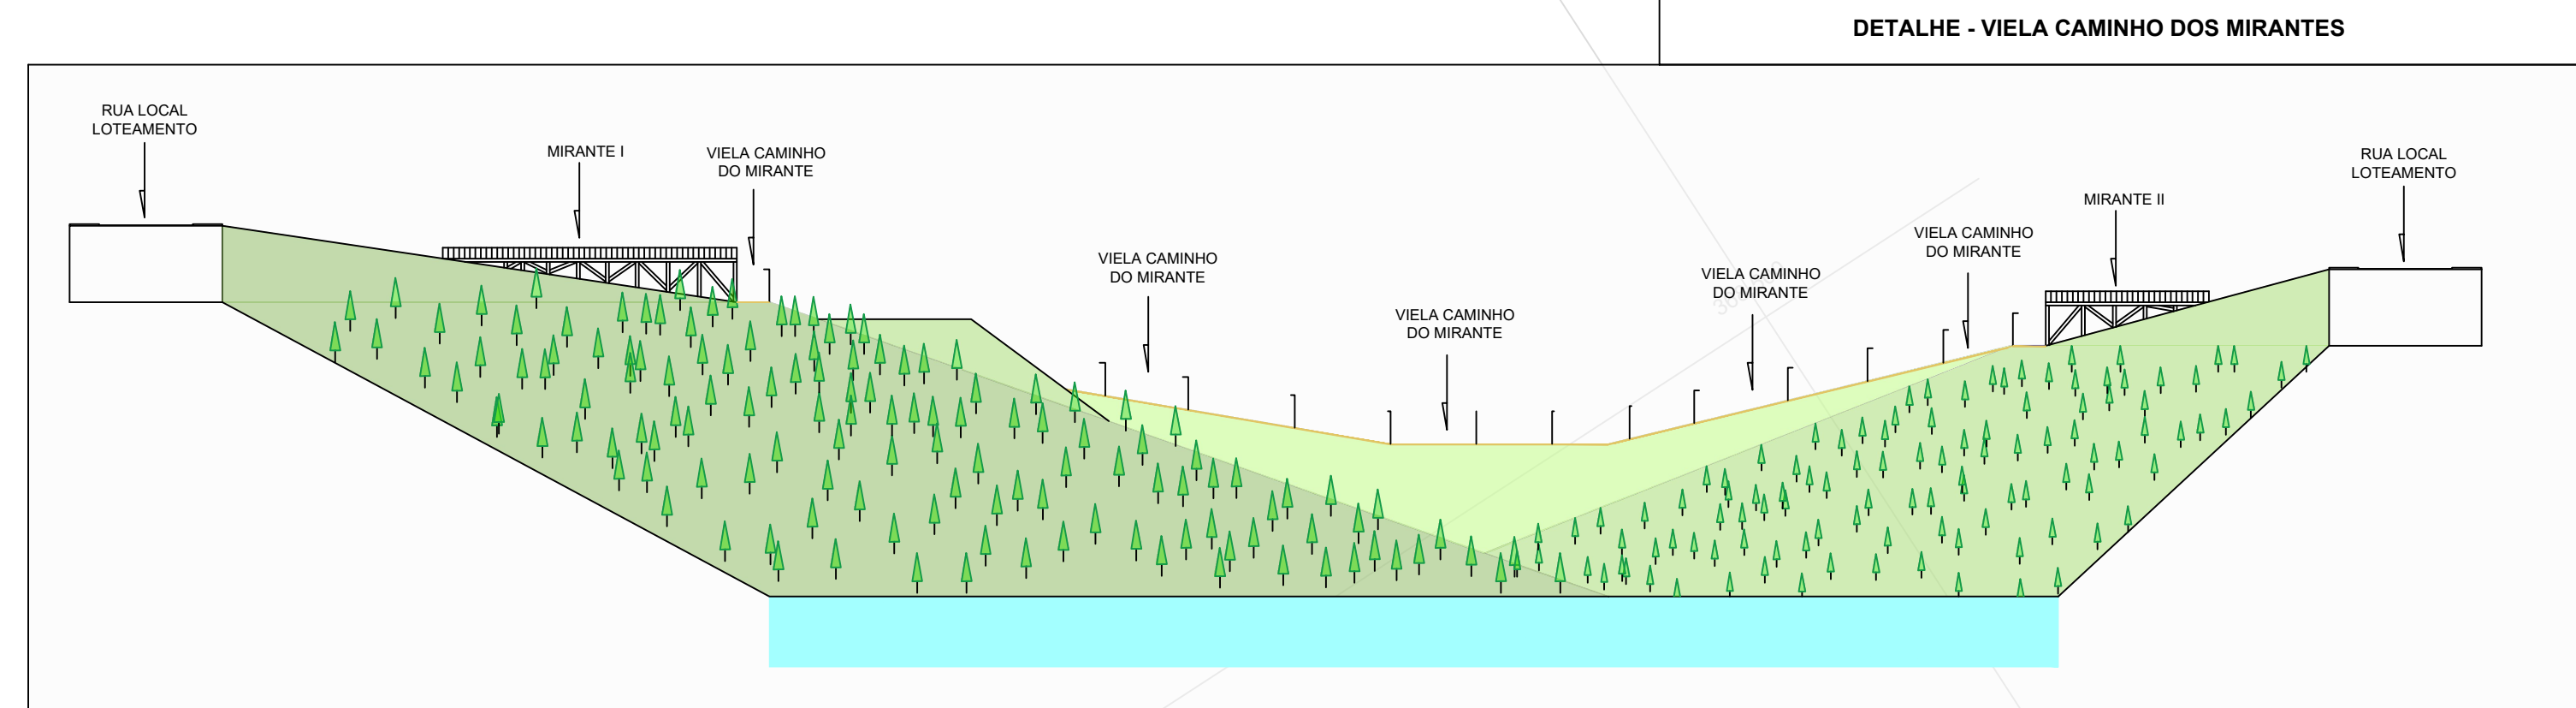 DETALHE - VIELA CAMINHO DOS MIRANTES
RUA LOCAL
LOTEAMENTO
MIRANTE I
VIELA CAMINHO
DO MIRANTE
VIELA CAMINHO
DO MIRANTE
VIELA CAMINHO
DO MIRANTE
VIELA CAMINHO
DO MIRANTE
VIELA CAMINHO
DO MIRANTE
MIRANTE II
RUA LOCAL
LOTEAMENTO